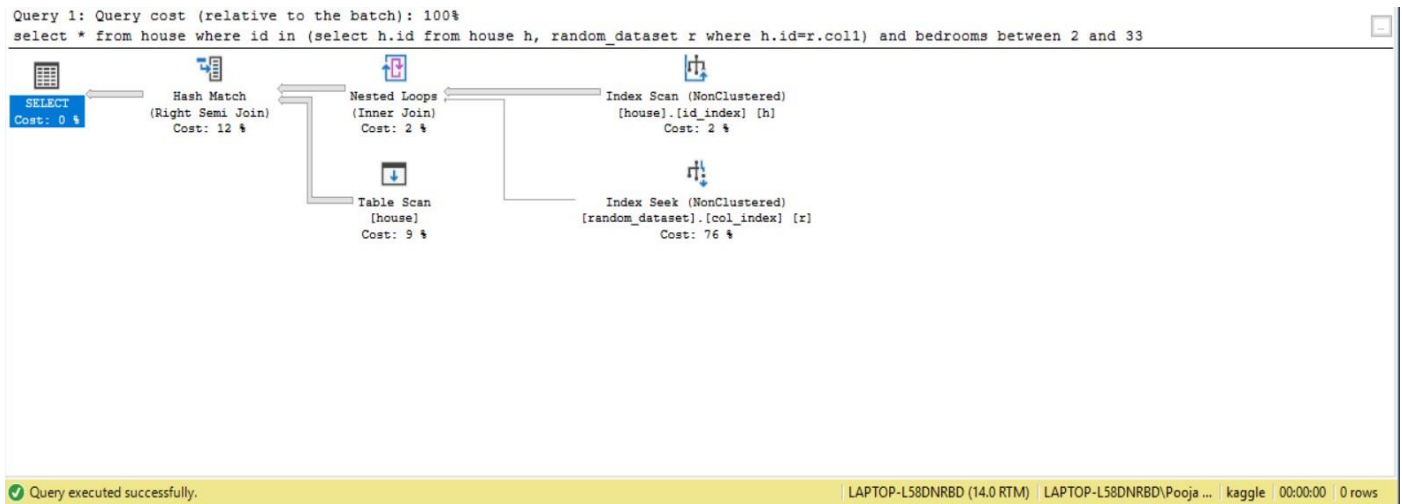 Query 1: Query cost (relative to the batch): 100%
select * from house where id in (select h.id from house h, random_dataset r where h.id=r.col1) and bedrooms between 2 and 33
...
SELECT
Cost: 0 %
Hash Match
(Right Semi Join)
Cost: 12 %
Nested Loops
(Inner Join)
Cost: 2 %
Index Scan (NonClustered)
[house].[id_index] [h]
Cost: 2 %
Table Scan
[house]
Cost: 9 %
Index Seek (NonClustered)
[random_dataset].[col_index] [r]
Cost: 76 %
Query executed successfully.
LAPTOP-L58DNRBD (14.0 RTM)
LAPTOP-L58DNRBD\Pooja ...
kaggle
00:00:00
0 rows